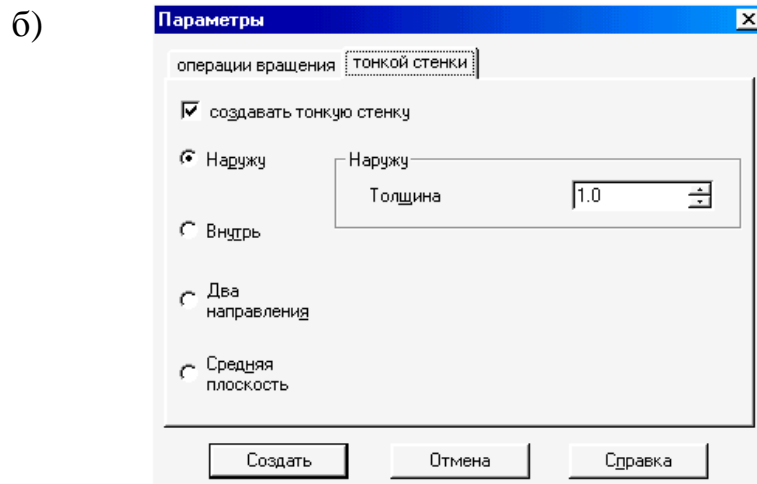 б)
Параметры
операции вращения тонкой стенки
создавать тонкую стенку
Наружу
Наружу
Толщина 1.0
Внутрь
Два
направления
Средняя
плоскость
Создать Отмена Справка